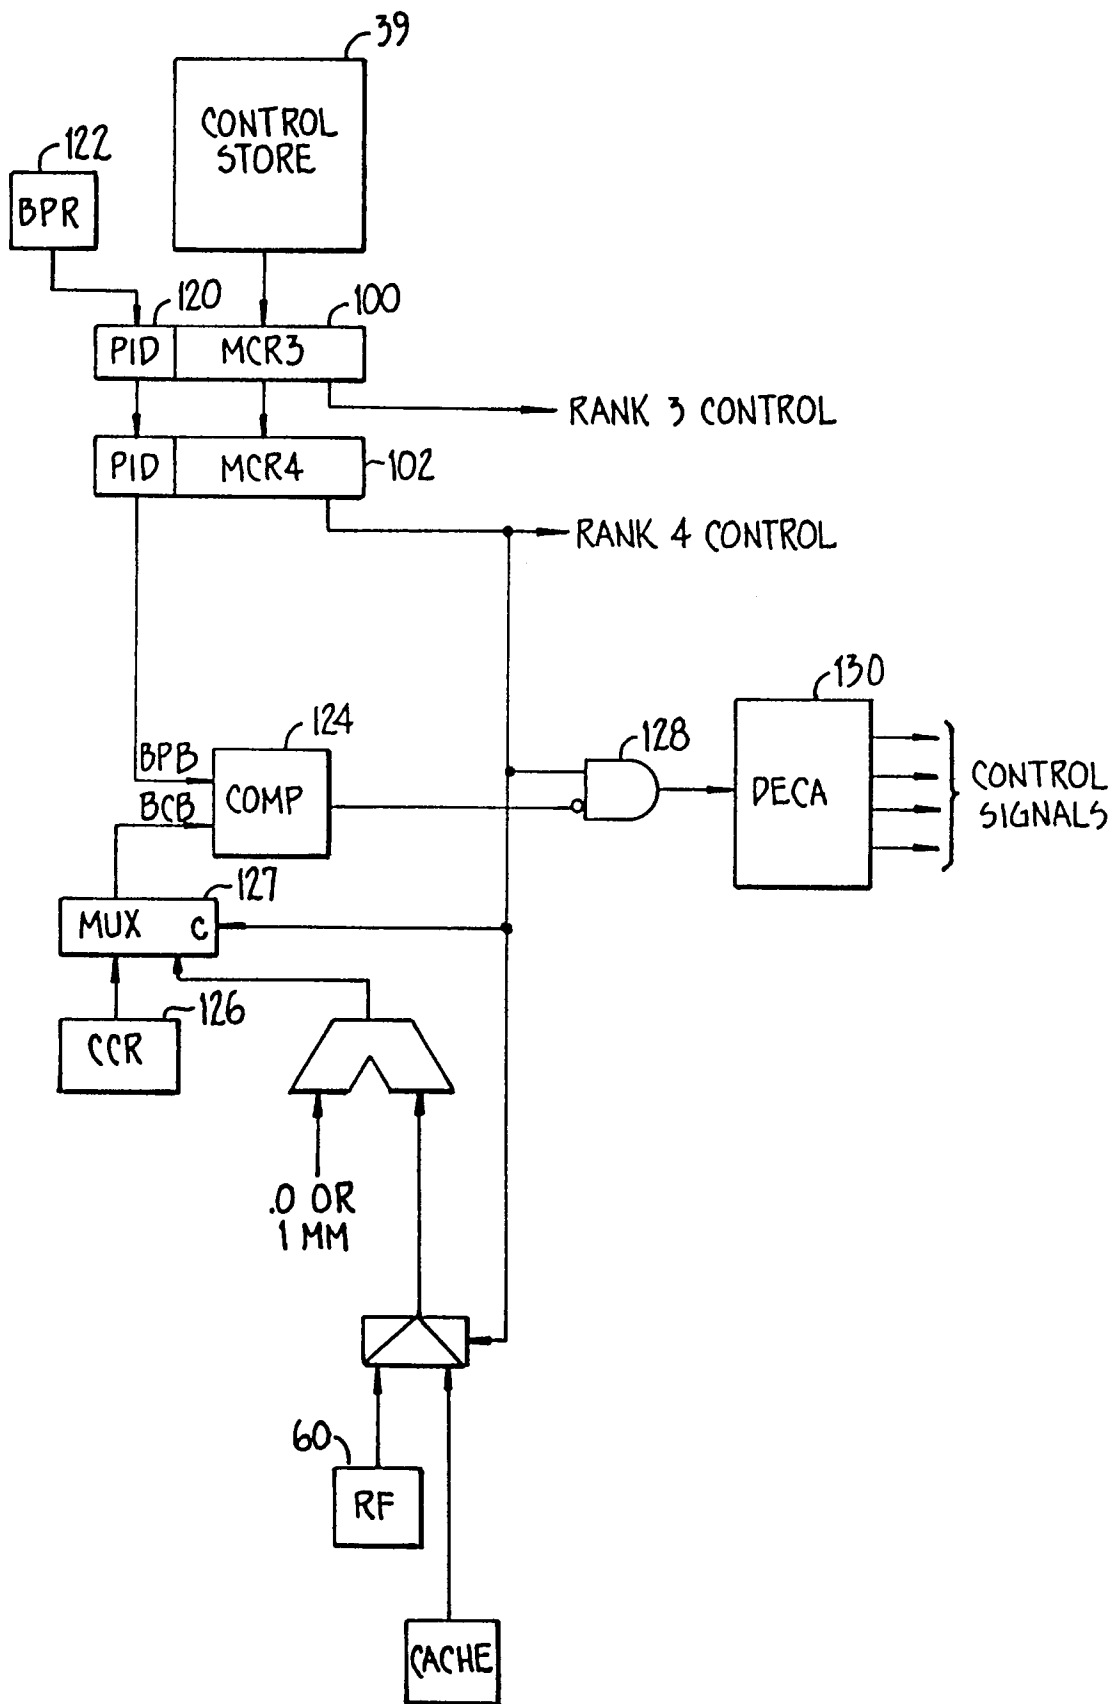 39
CONTROL
STORE
122
BPR
120
100
PID
MCR3
RANK 3 CONTROL
PID
MCR4
102
RANK 4 CONTROL
130
124
128
BPB
COMP
DECA
CONTROL
SIGNALS
BCB
127
MUX C
126
CCR
.0 OR
1 MM
60
RF
CACHE